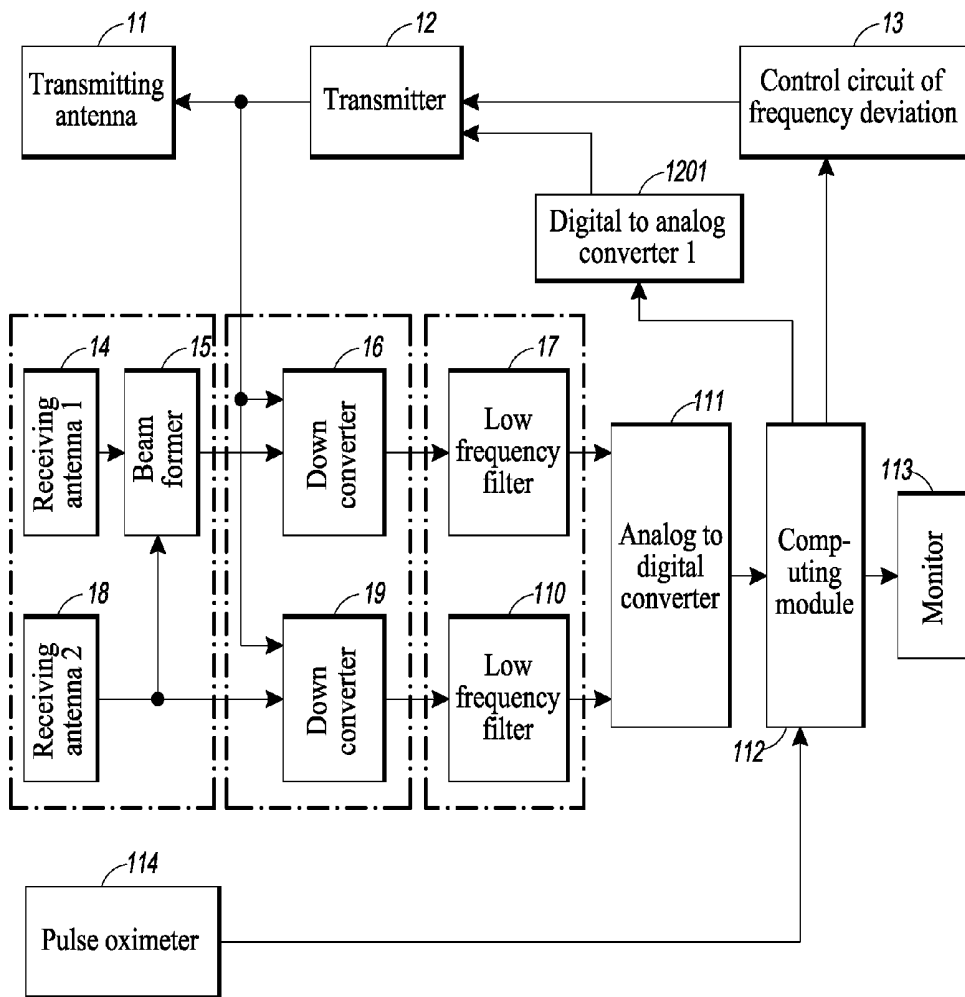 11
Transmitting
antenna
12
Transmitter
13
Control circuit of
frequency deviation
1201
Digital to analog
converter 1
14
Receiving
antenna 1
15
Beam
former
16
Down
converter
17
Low
frequency
filter
111
Analog to
digital
converter
Comp-
uting
module
112
113
Monitor
18
Receiving
antenna 2
19
Down
converter
110
Low
frequency
filter
114
Pulse oximeter